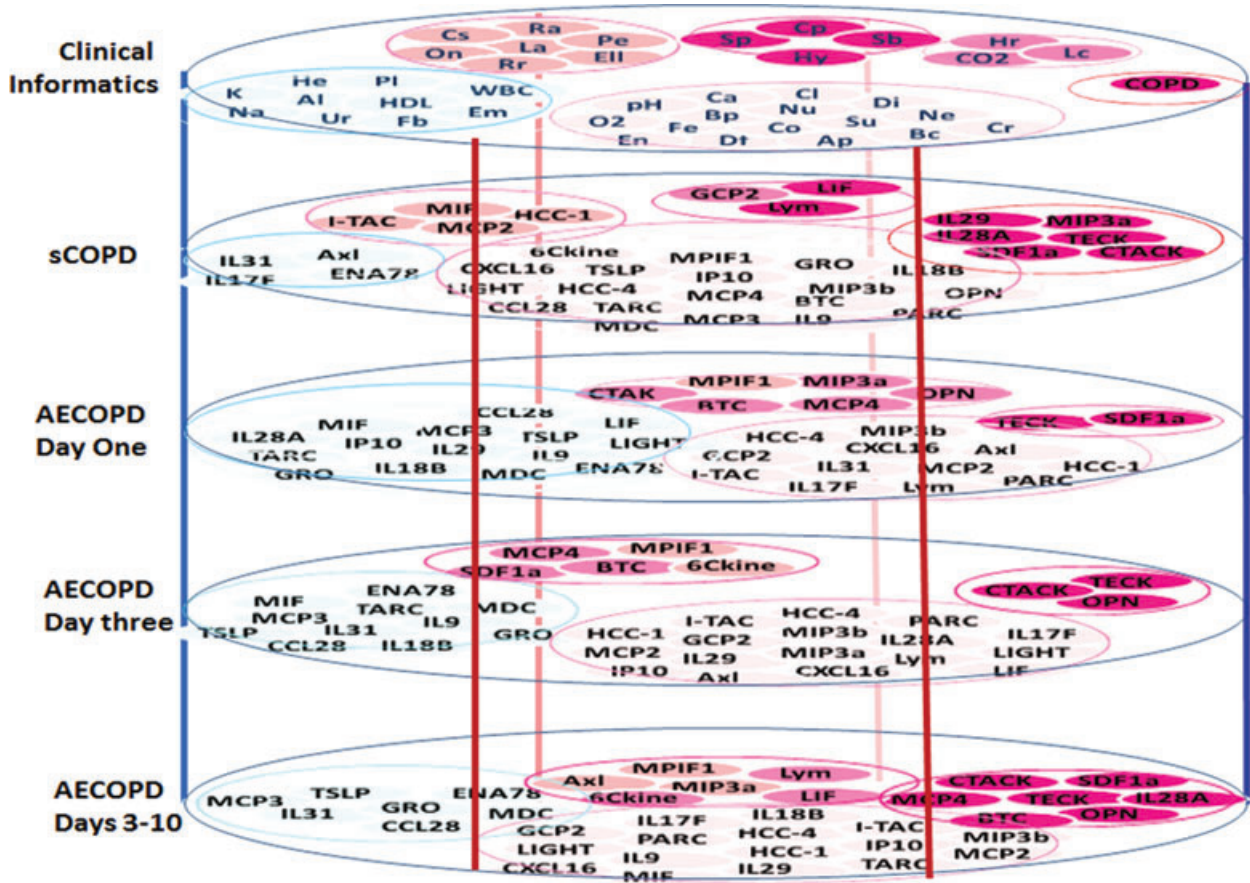 Clinical
Informatics
Cs Ra Pe
On La Ell
Rr
Sp Cp Sb
Hy
Hr
CO2 Lc
COPD
K He Pl WBC
Na Al HDL Em
Ur Fb
pH Ca Cl Di
O2 Bp Nu Ne
Fe Co Su Cr
En Dt Ap Bc
sCOPD
I-TAC MIF HCC-1
MCP2
GCP2 LIF
Lym
IL29 MIP3a
IL28A TECK
SDF1a CTACK
IL31 Axl
IL17F ENA78
6Ckine MPIF1 GRO
CXCL16 TSLP IP10 IL18B
LIGHT HCC-4 MCP4 MIP3b OPN
CCL28 TARC BTC PARC
MDC MCP3 IL9
AECOPD
Day One
CTAK MPIF1 MIP3a OPN
BTC MCP4
TECK SDF1a
MIF CCL28 LIF
IL28A IP10 MCP3 TSLP LIGHT
TARC IL29 IL9
GRO IL18B MDC ENA78
HCC-4 MIP3b Axl
GCP2 CXCL16
I-TAC IL31 MCP2 HCC-1
IL17F Lym PARC
AECOPD
Day three
MCP4 MPIF1
SDF1a BTC 6Ckine
CTACK TECK
OPN
MIF ENA78
MCP3 TARC IL9 MDC
TSLP IL31 GRO
CCL28 IL18B
I-TAC HCC-4 PARC
HCC-1 GCP2 MIP3b IL28A IL17F
MCP2 IL29 MIP3a Lym LIGHT
IP10 Axl CXCL16 LIF
AECOPD
Days 3-10
Axl MPIF1 Lym
6Ckine MIP3a LIF
CTACK SDF1a
MCP4 TECK IL28A
BTC OPN
MCP3 TSLP ENA78
IL31 GRO MDC
CCL28
GCP2 IL17F IL18B I-TAC MIP3b
LIGHT PARC HCC-4 IP10 MCP2
CXCL16 IL9 HCC-1 TARC
MIF IL29